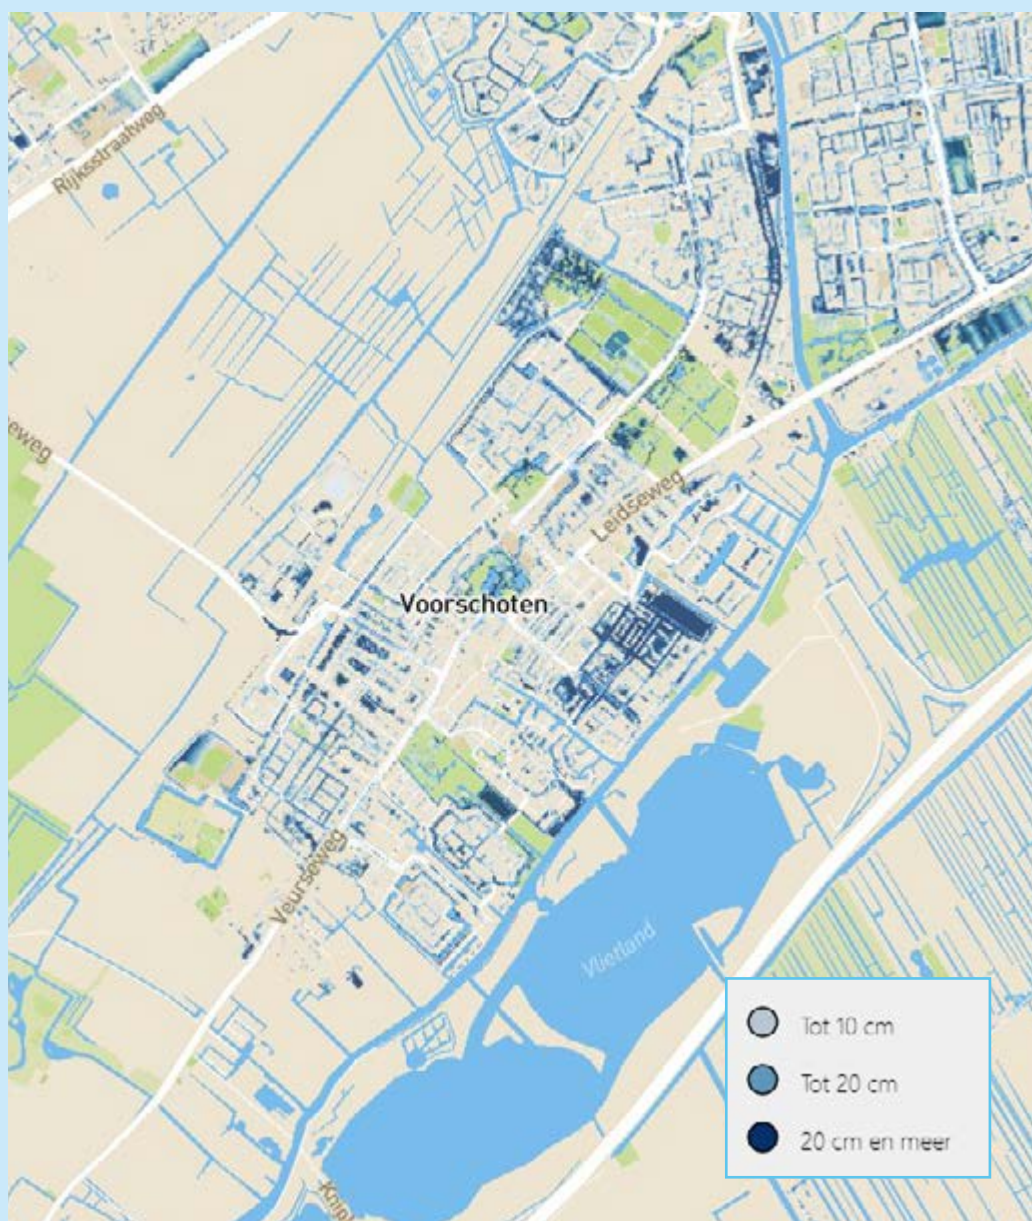 Rijksstraatweg
eweg
Leidseweg
Voorschoten
Veurseweg
Vlietland
Tot 10 cm
Tot 20 cm
20 cm en meer